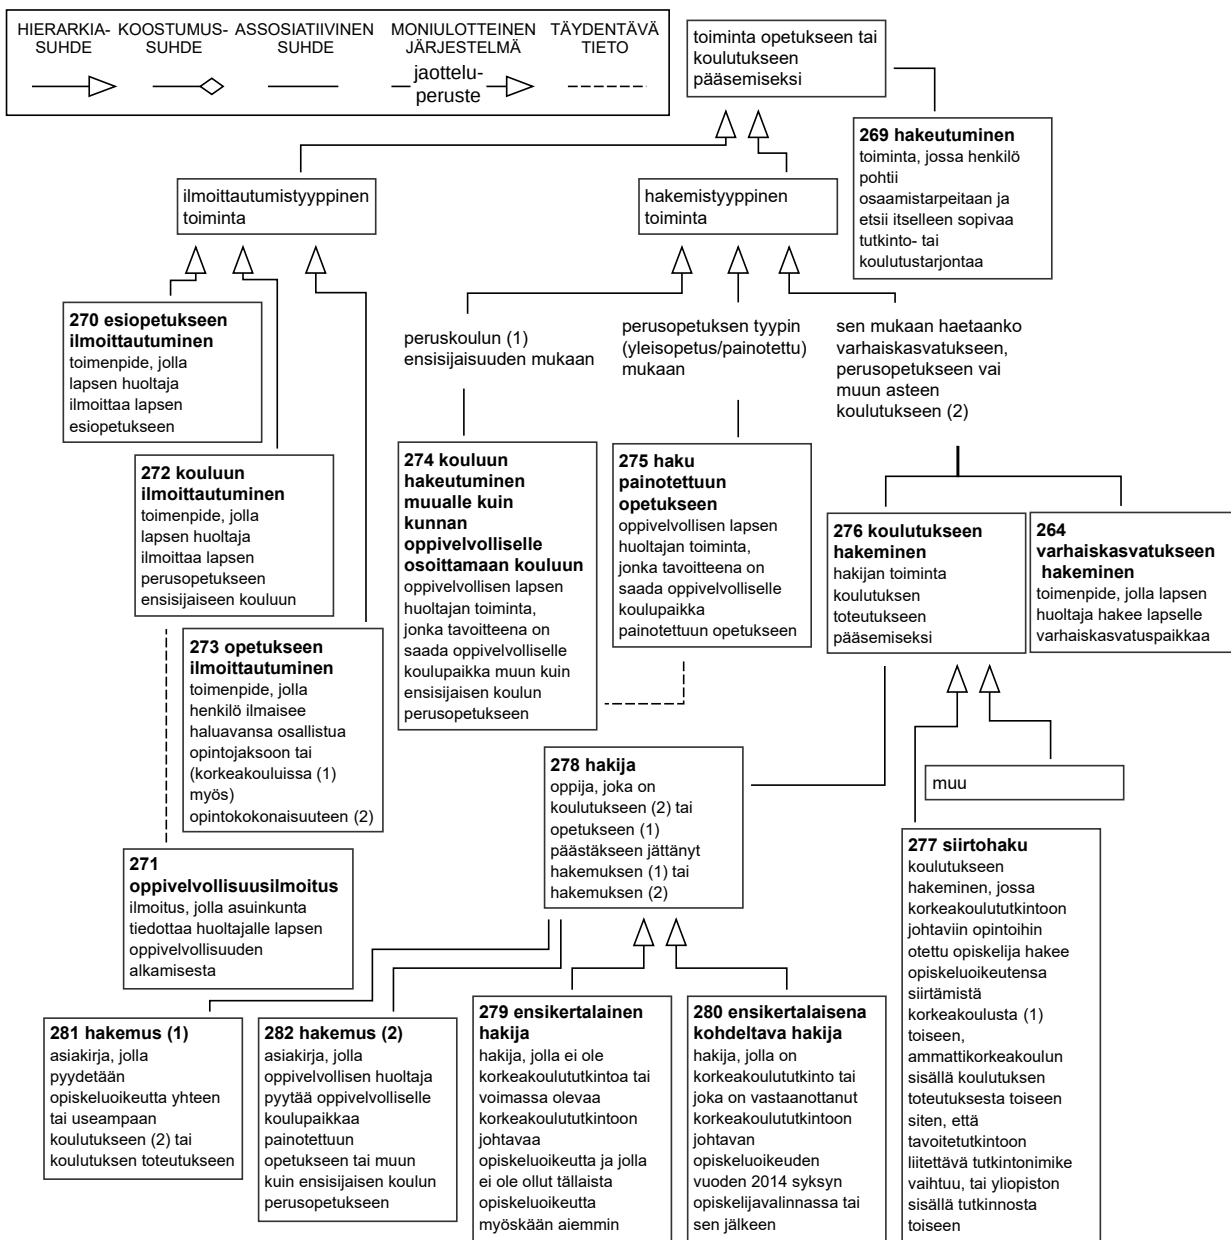 HIERARKIA-
SUHDE
KOOSTUMUS-
SUHDE
ASSOSIATIIVINEN
SUHDE
MONIULOTTEINEN
JÄRJESTELMÄ
jaottelu-
peruste
TÄYDENTÄVÄ
TIETO
toiminta opetukseen tai
koulutukseen
pääsemiseksi
269 hakeutuminen
toiminta, jossa henkilö
pohtii
osaamistarpeitaan ja
etsii itselleen sopivaa
tutkinto- tai
koulutustarjontaa
ilmoittautumistyyppinen
toiminta
hakemistyyppinen
toiminta
270 esiopetukseen
ilmoittautuminen
toimenpide, jolla
lapsen huoltaja
ilmoittaa lapsen
esiopetukseen
peruskoulun (1)
ensisijaisuuden mukaan
perusopetuksen tyypin
(yleisopetus/painotettu)
mukaan
sen mukaan haetaanko
varhaiskasvatukseen,
perusopetukseen vai
muun asteen
koulutukseen (2)
272 kouluun
ilmoittautuminen
toimenpide, jolla
lapsen huoltaja
ilmoittaa lapsen
perusopetukseen
ensisijaiseen kouluun
274 kouluun
hakeutuminen
muualle kuin
kunnan
oppivelvolliselle
osoittamaan kouluun
oppivelvollisen lapsen
huoltajan toiminta,
jonka tavoitteena on
saada oppivelvolliselle
koulupaikka muun kuin
ensisijaisen koulun
perusopetukseen
275 haku
painotettuun
opetukseen
oppivelvollisen lapsen
huoltajan toiminta,
jonka tavoitteena on
saada oppivelvolliselle
koulupaikka
painotettuun opetukseen
276 koulutukseen
hakeminen
hakijan toiminta
koulutuksen
toteutukseen
pääsemiseksi
264
varhaiskasvatukseen
hakeminen
toimenpide, jolla lapsen
huoltaja hakee lapselle
varhaiskasvatuspaikkaa
273 opetukseen
ilmoittautuminen
toimenpide, jolla
henkilö ilmaisee
haluavansa osallistua
opintojaksoon tai
(korkeakouluissa (1)
myös)
opintokokonaisuuteen (2)
278 hakija
oppija, joka on
koulutukseen (2) tai
opetukseen (1)
päästäkseen jättänyt
hakemuksen (1) tai
hakemuksen (2)
muu
277 siirtohaku
koulutukseen
hakeminen, jossa
korkeakoulututkintoon
johtaviin opintoihin
otettu opiskelija hakee
opiskeluoikeutensa
siirtämistä
korkeakoulusta (1)
toiseen,
ammattikorkeakoulun
sisällä koulutuksen
toteutuksesta toiseen
siten, että
tavoitetutkintoon
liitettävä tutkintonimike
vaihtuu, tai yliopiston
sisällä tutkinnosta
toiseen
271
oppivelvollisuusilmoitus
ilmoitus, jolla asuinkunta
tiedottaa huoltajalle lapsen
oppivelvollisuuden
alkamisesta
281 hakemus (1)
asiakirja, jolla
pyydetään
opiskeluoikeutta yhteen
tai useampaan
koulutukseen (2) tai
koulutuksen toteutukseen
282 hakemus (2)
asiakirja, jolla
oppivelvollisen huoltaja
pyytää oppivelvolliselle
koulupaikkaa
painotettuun
opetukseen tai muun
kuin ensisijaisen koulun
perusopetukseen
279 ensikertalainen
hakija
hakija, jolla ei ole
korkeakoulututkintoa tai
voimassa olevaa
korkeakoulututkintoon
johtavaa
opiskeluoikeutta ja jolla
ei ole ollut tällaista
opiskeluoikeutta
myöskään aiemmin
280 ensikertalaisena
kohdeltava hakija
hakija, jolla on
korkeakoulututkinto tai
joka on vastaanottanut
korkeakoulututkintoon
johtavan
opiskeluoikeuden
vuoden 2014 syksyn
opiskelijavalinnassa tai
sen jälkeen